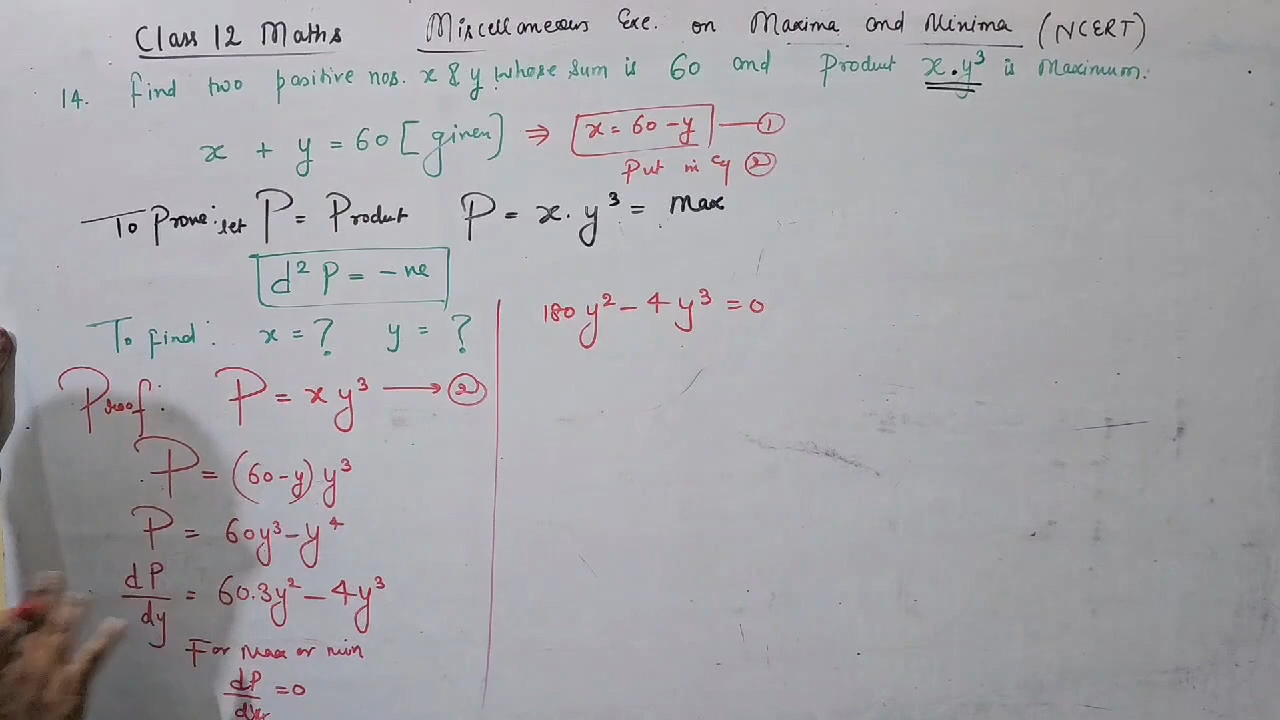 Class 12 Maths Miscellaneous Exe. on Maxima and Minima (NCERT)
14. find two positive nos. x & y whose sum is 60 and Product x.y³ is Maximum.
x + y = 60 [given] ⇒ x = 60 - y —①
Put in eq ②
To Prove: let P = Product P = x.y³ = Max
d²P = -ve
To find: x = ? y = ?
Proof: P = xy³ → ②
P = (60-y) y³
P = 60y³ - y⁴
dP/dy = 60.3y² - 4y³
For Max or min
dP/dx = 0
180y² - 4y³ = 0